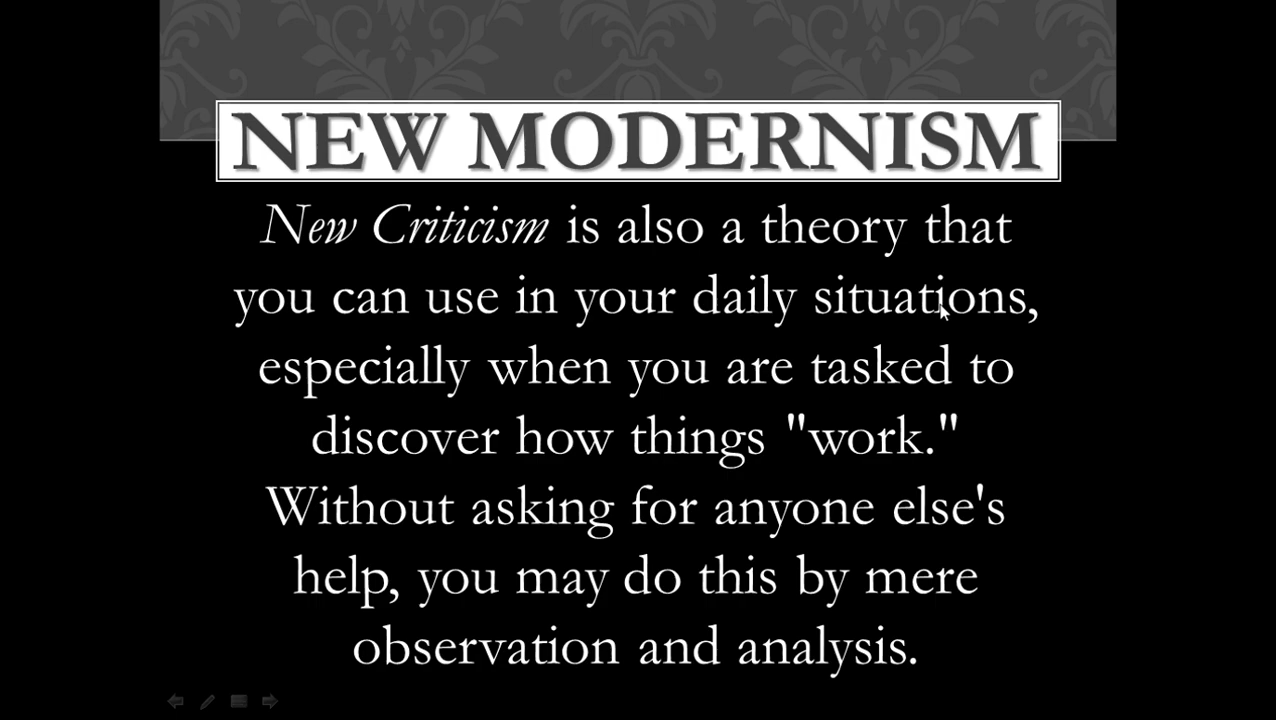 NEW MODERNISM
New Criticism is also a theory that
you can use in your daily situations,
especially when you are tasked to
discover how things "work."
Without asking for anyone else's
help, you may do this by mere
observation and analysis.